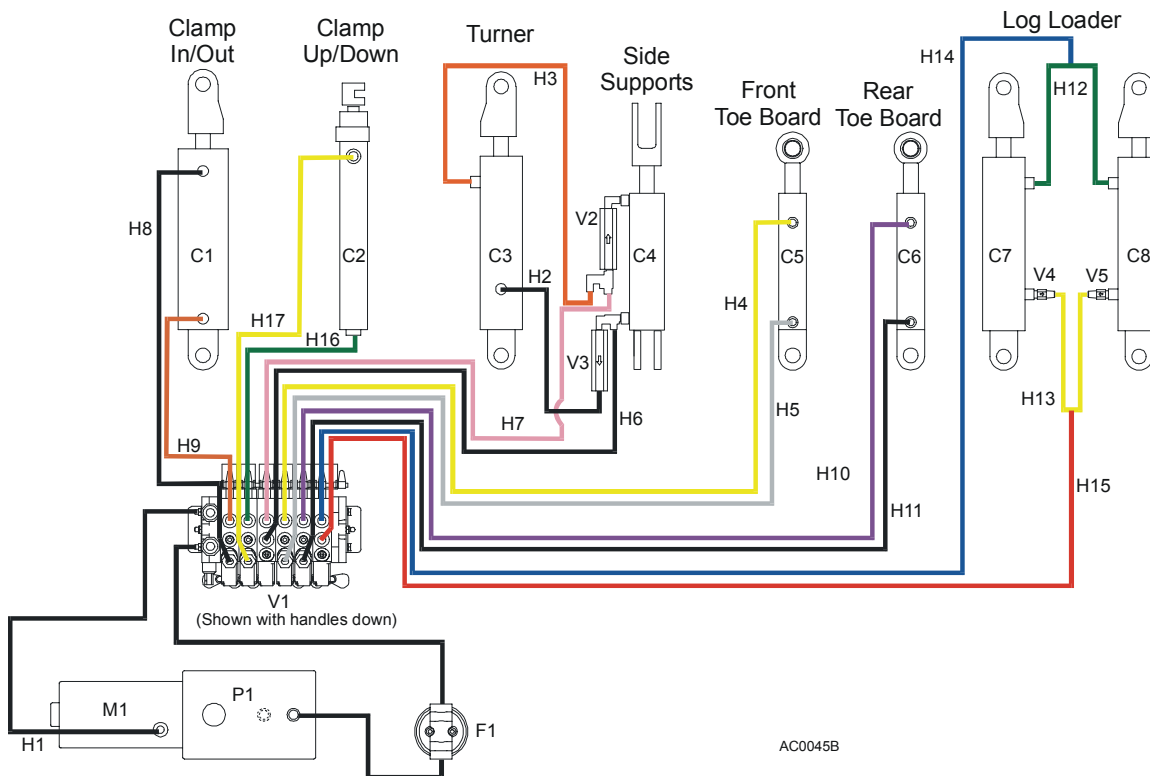 Clamp
In/Out
Clamp
Up/Down
Turner
Side
Supports
Front
Toe Board
Rear
Toe Board
Log Loader
H14
H3
H12
H8
V2
C1
C2
C3
H2
C4
C5
C6
C7
C8
V4
V5
H4
H17
H16
V3
H6
H7
H5
H13
H9
H10
H11
H15
V1
(Shown with handles down)
M1
P1
F1
H1
AC0045B